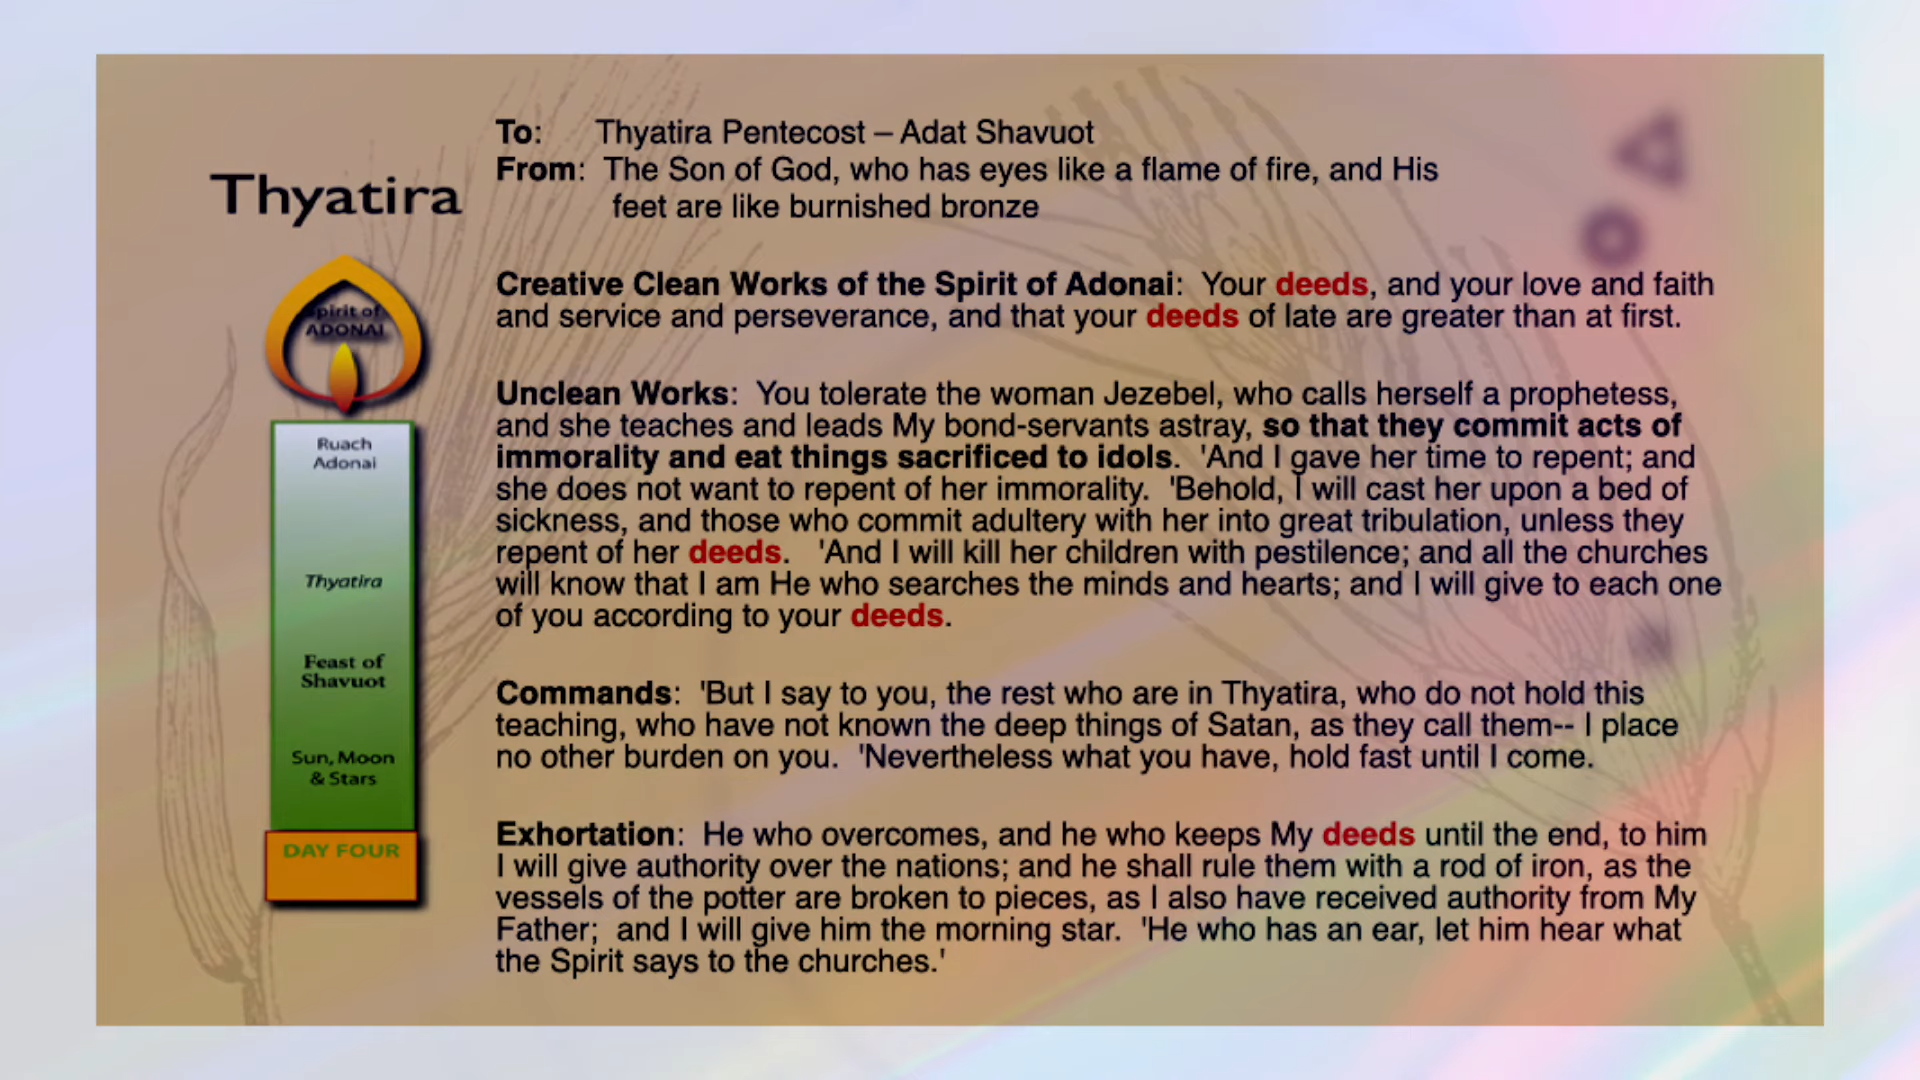 Thyatira
Spirit of
ADONAI
Ruach
Adonai
Thyatira
Feast of
Shavuot
Sun, Moon
& Stars
DAY FOUR
To: Thyatira Pentecost – Adat Shavuot
From: The Son of God, who has eyes like a flame of fire, and His
feet are like burnished bronze
Creative Clean Works of the Spirit of Adonai: Your deeds, and your love and faith
and service and perseverance, and that your deeds of late are greater than at first.
Unclean Works: You tolerate the woman Jezebel, who calls herself a prophetess,
and she teaches and leads My bond-servants astray, so that they commit acts of
immorality and eat things sacrificed to idols. 'And I gave her time to repent; and
she does not want to repent of her immorality. 'Behold, I will cast her upon a bed of
sickness, and those who commit adultery with her into great tribulation, unless they
repent of her deeds. 'And I will kill her children with pestilence; and all the churches
will know that I am He who searches the minds and hearts; and I will give to each one
of you according to your deeds.
Commands: 'But I say to you, the rest who are in Thyatira, who do not hold this
teaching, who have not known the deep things of Satan, as they call them-- I place
no other burden on you. 'Nevertheless what you have, hold fast until I come.
Exhortation: He who overcomes, and he who keeps My deeds until the end, to him
I will give authority over the nations; and he shall rule them with a rod of iron, as the
vessels of the potter are broken to pieces, as I also have received authority from My
Father; and I will give him the morning star. 'He who has an ear, let him hear what
the Spirit says to the churches.'